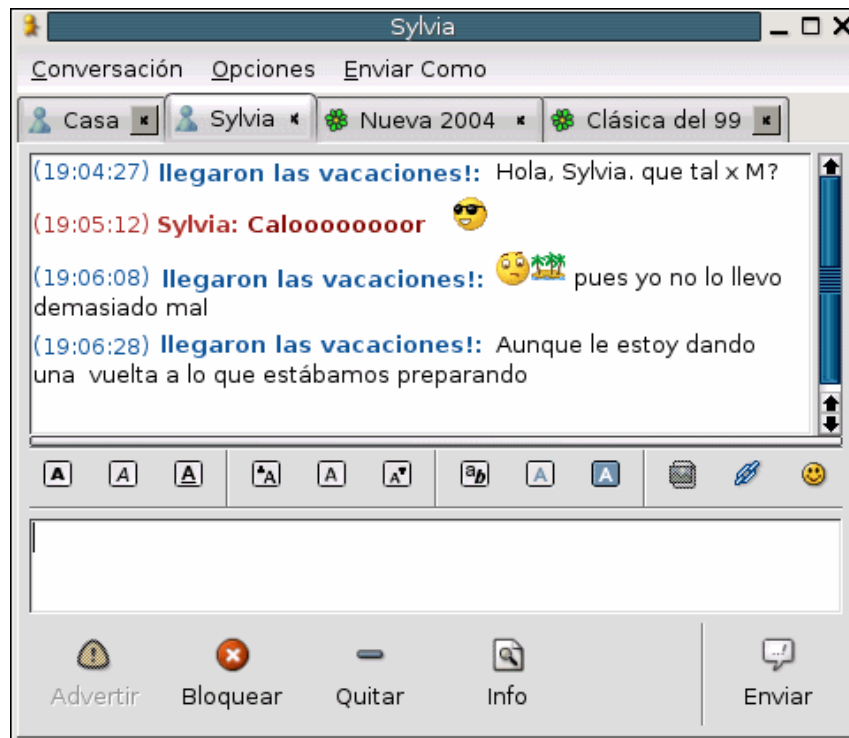 Sylvia
Conversación Opciones Enviar Como
Casa Sylvia Nueva 2004 Clásica del 99
(19:04:27) llegaron las vacaciones!: Hola, Sylvia. que tal x M?
(19:05:12) Sylvia: Caloooooooor
(19:06:08) llegaron las vacaciones!: pues yo no lo llevo
demasiado mal
(19:06:28) llegaron las vacaciones!: Aunque le estoy dando
una vuelta a lo que estábamos preparando
A A A A A A ab A A
Advertir Bloquear Quitar Info Enviar